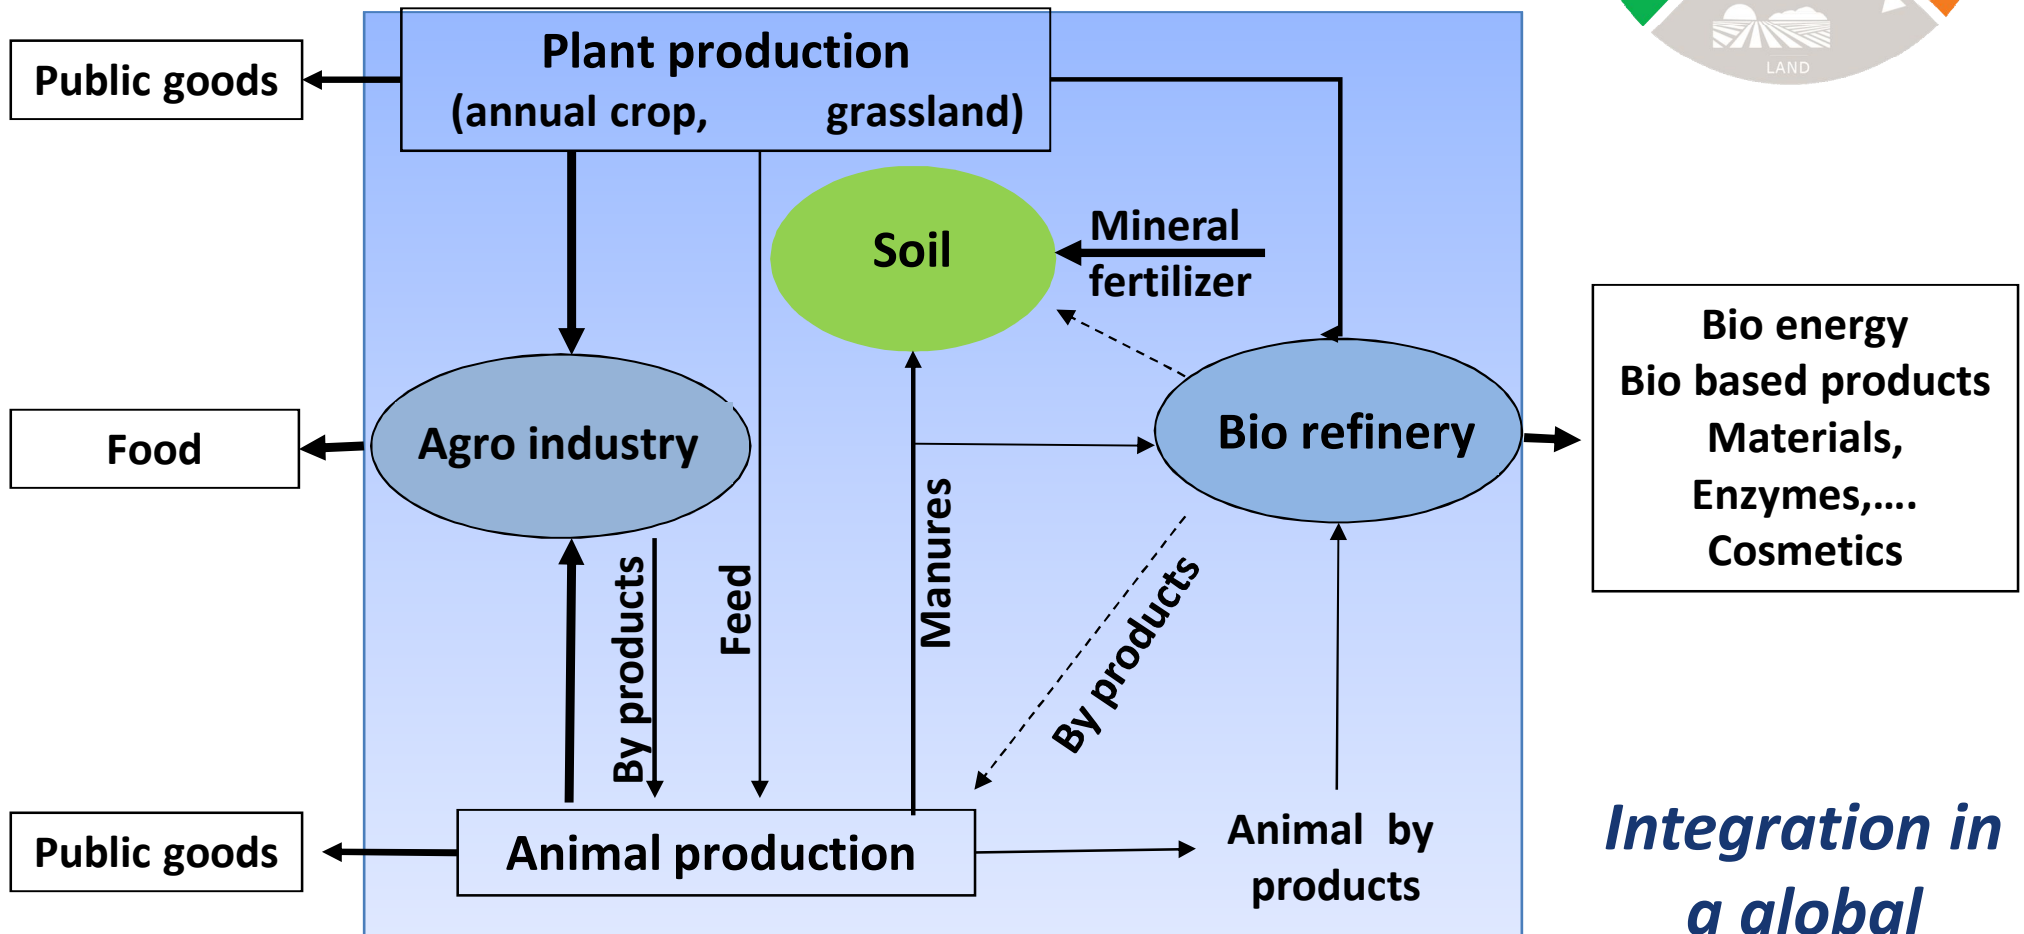 LAND
Plant production
(annual crop, grassland)
Public goods
Soil
Mineral
fertilizer
Bio energy
Bio based products
Materials,
Enzymes,....
Cosmetics
Food
Agro industry
Bio refinery
By products
Feed
Manures
By products
Public goods
Animal production
Animal by
products
Integration in
a global